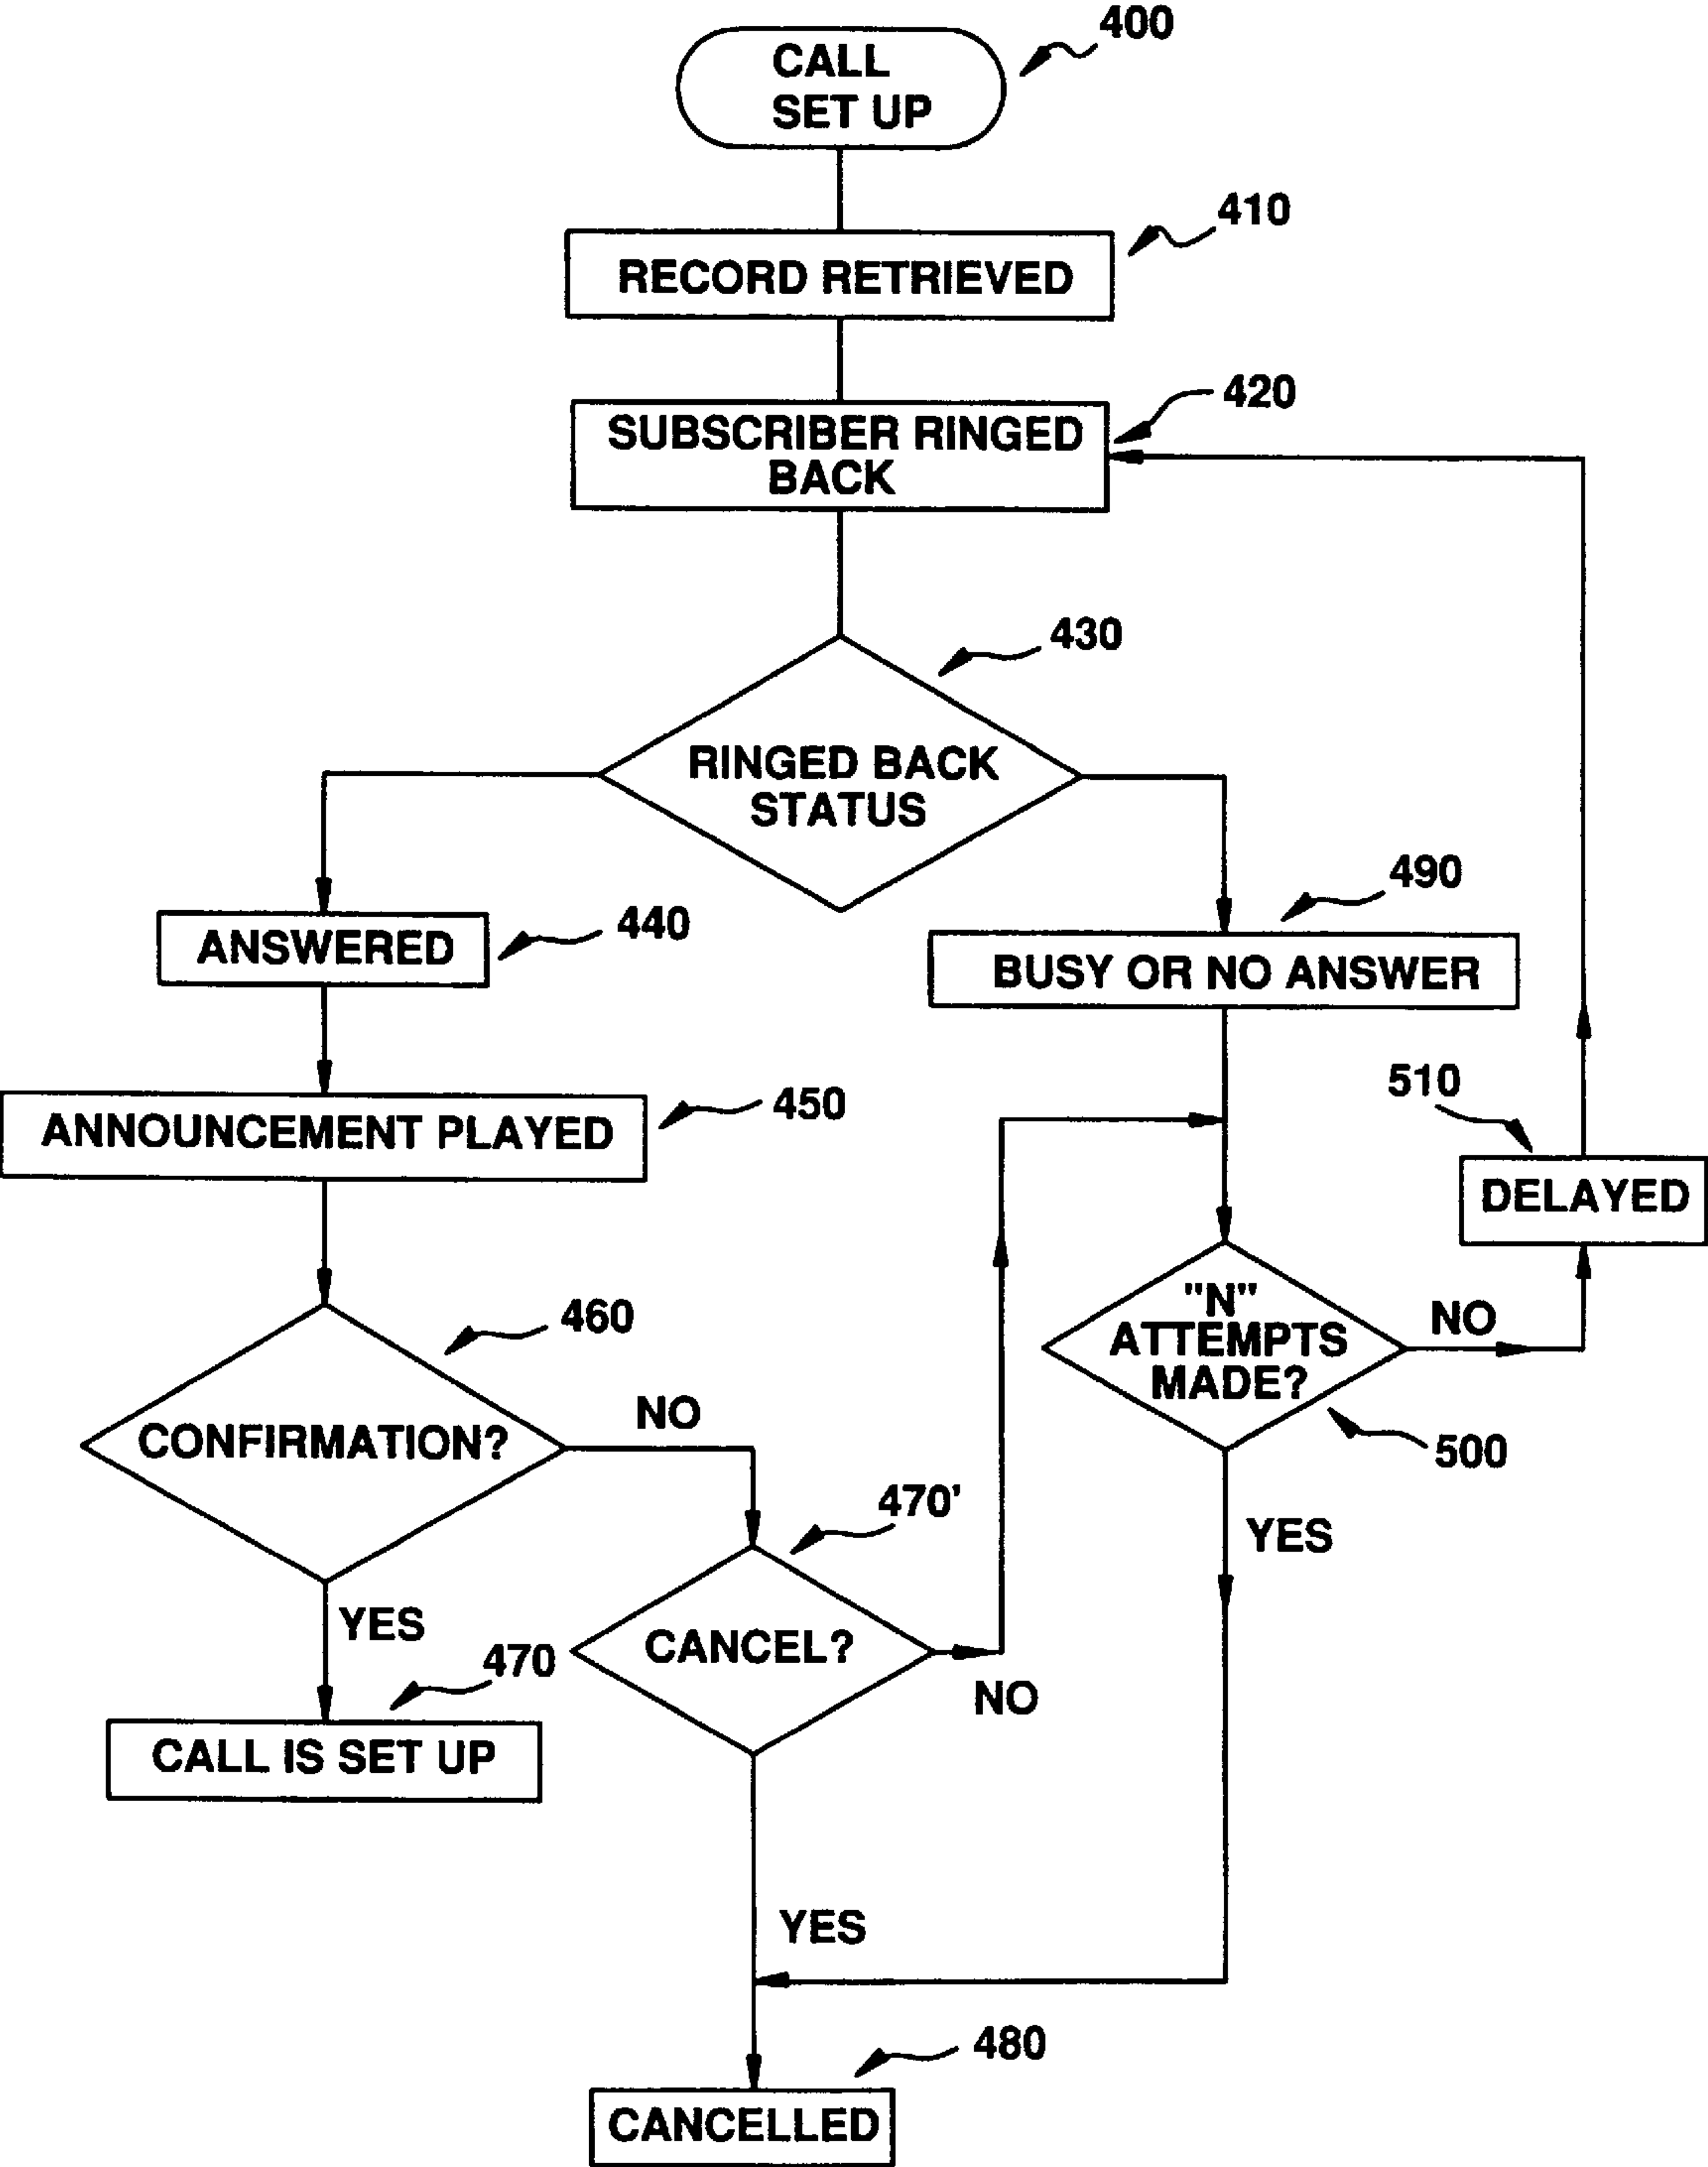 400
CALL
SET UP
410
RECORD RETRIEVED
420
SUBSCRIBER RINGED
BACK
430
RINGED BACK
STATUS
490
440
ANSWERED
BUSY OR NO ANSWER
510
450
ANNOUNCEMENT PLAYED
DELAYED
"N"
ATTEMPTS
MADE?
NO
460
CONFIRMATION?
NO
500
470'
YES
YES
CANCEL?
470
NO
CALL IS SET UP
YES
480
CANCELLED